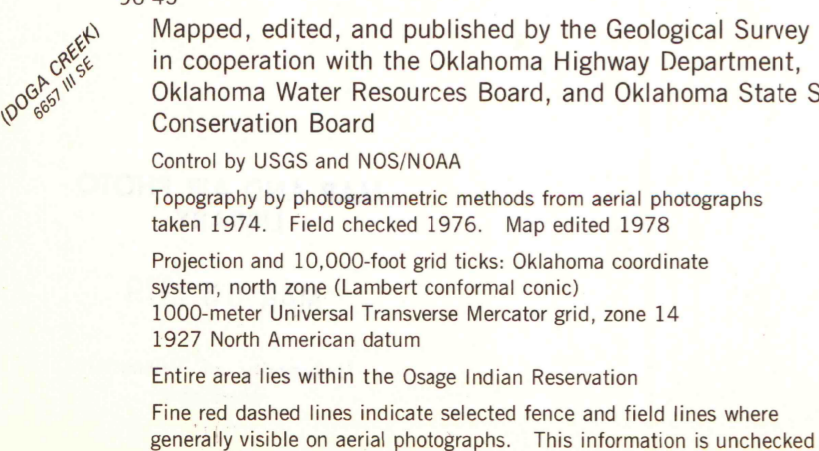 (DOGA CREEK)
6657 III SE
Mapped, edited, and published by the Geological Survey
in cooperation with the Oklahoma Highway Department,
Oklahoma Water Resources Board, and Oklahoma State S
Conservation Board
Control by USGS and NOS/NOAA
Topography by photogrammetric methods from aerial photographs
taken 1974. Field checked 1976. Map edited 1978
Projection and 10,000-foot grid ticks: Oklahoma coordinate
system, north zone (Lambert conformal conic)
1000-meter Universal Transverse Mercator grid, zone 14
1927 North American datum
Entire area lies within the Osage Indian Reservation
Fine red dashed lines indicate selected fence and field lines where
generally visible on aerial photographs. This information is unchecked